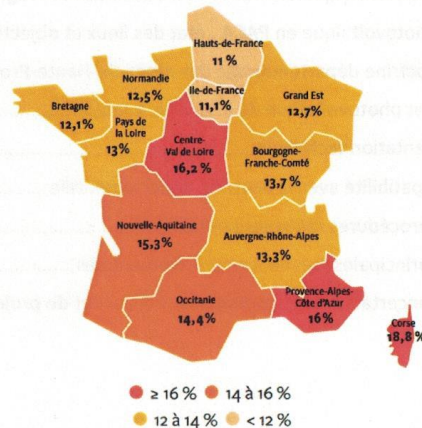 Hauts-de-France
11 %
Normandie
12,5 %
Ile-de-France
11,1 %
Grand Est
12,7 %
Bretagne
12,1 %
Pays de
la Loire
13 %
Centre-
Val de Loire
16,2 %
Bourgogne-
Franche-Comté
13,7 %
Nouvelle-Aquitaine
15,3 %
Auvergne-Rhône-Alpes
13,3 %
Occitanie
14,4 %
Provence-Alpes-
Côte d'Azur
16 %
Corse
18,8 %
≥ 16 % 14 à 16 %
12 à 14 % < 12 %